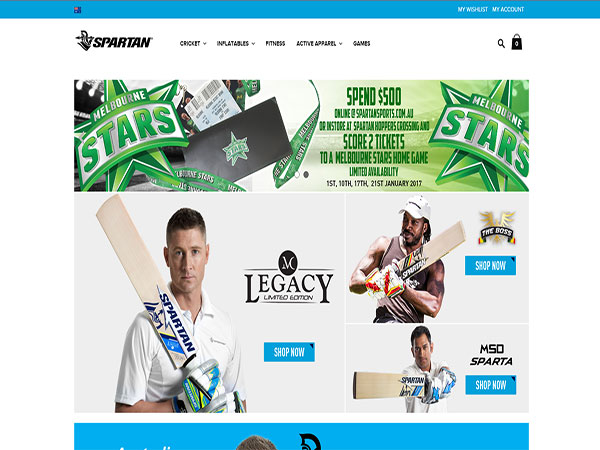 MY WISHLIST MY ACCOUNT
SPARTAN
CRICKET INFLATABLES FITNESS ACTIVE APPAREL GAMES
0
MELBOURNE
STARS
MELBOURNE STARS
SPEND $500
ONLINE @ SPARTANSPORTS.COM.AU
OR INSTORE AT SPARTAN HOPPERS CROSSING AND
SCORE 2 TICKETS
TO A MELBOURNE STARS HOME GAME
LIMITED AVAILABILITY
1ST, 10TH, 17TH, 21ST JANUARY 2017
MELBOURNE
STARS
SPARTAN
MC
LEGACY
LIMITED EDITION
SHOP NOW
SPARTAN
THE BOSS
SHOP NOW
SPARTAN
MSD
SPARTA
SHOP NOW